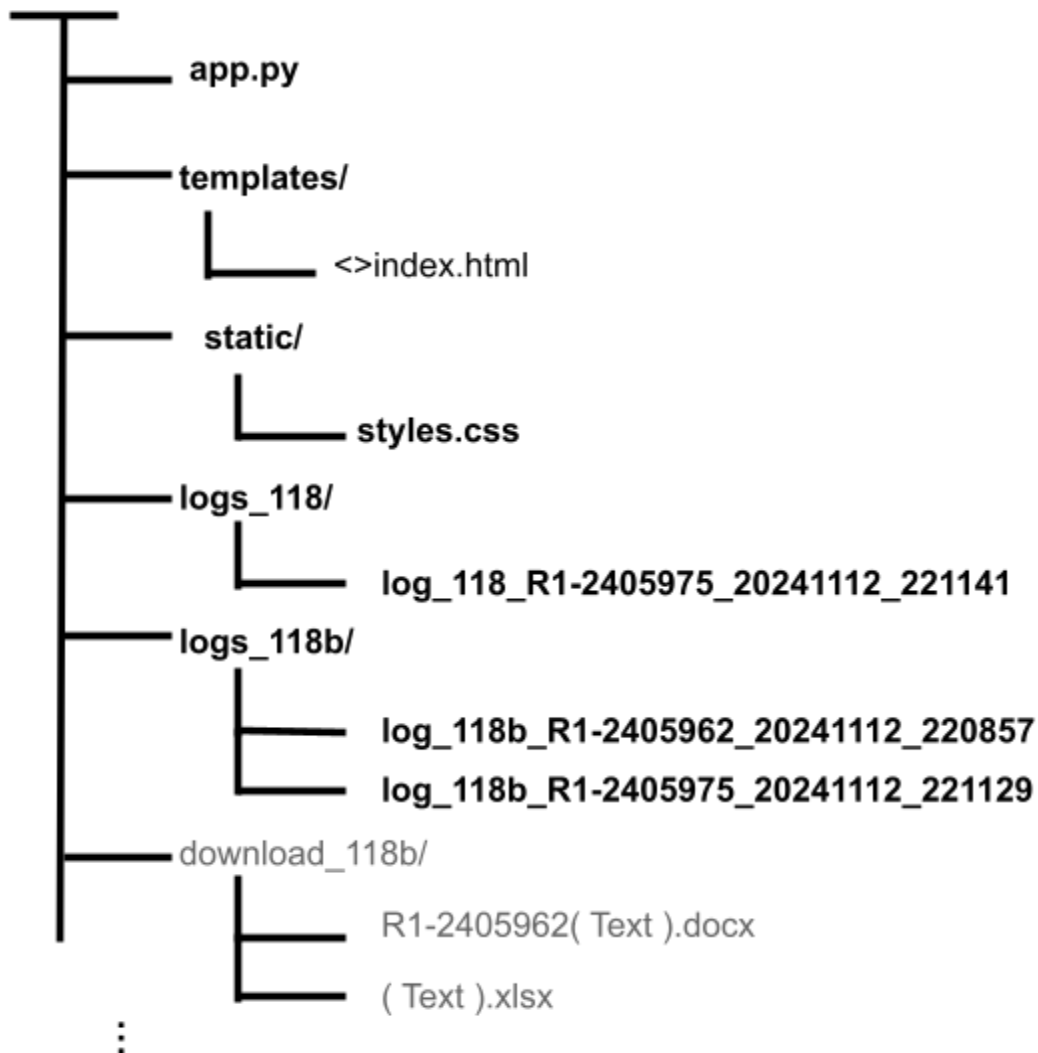 app.py
templates/
<>index.html
static/
styles.css
logs_118/
log_118_R1-2405975_20241112_221141
logs_118b/
log_118b_R1-2405962_20241112_220857
log_118b_R1-2405975_20241112_221129
download_118b/
R1-2405962( Text ).docx
( Text ).xlsx
⋮